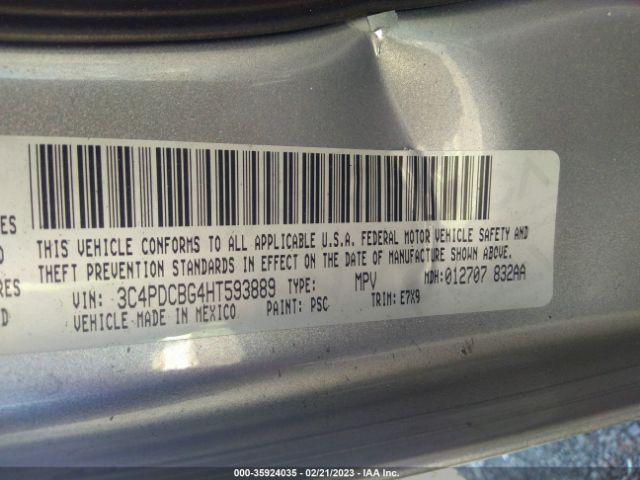 ES
D
RES
D
THIS VEHICLE CONFORMS TO ALL APPLICABLE U.S.A. FEDERAL MOTOR VEHICLE SAFETY AND
THEFT PREVENTION STANDARDS IN EFFECT ON THE DATE OF MANUFACTURE SHOWN ABOVE.
VIN: 3C4PDCBG4HT593889 TYPE: MPV MDH:012707 832AA
VEHICLE MADE IN MEXICO PAINT: PSC TRIM: E7X9
000-35924035 - 02/21/2023 - IAA Inc.